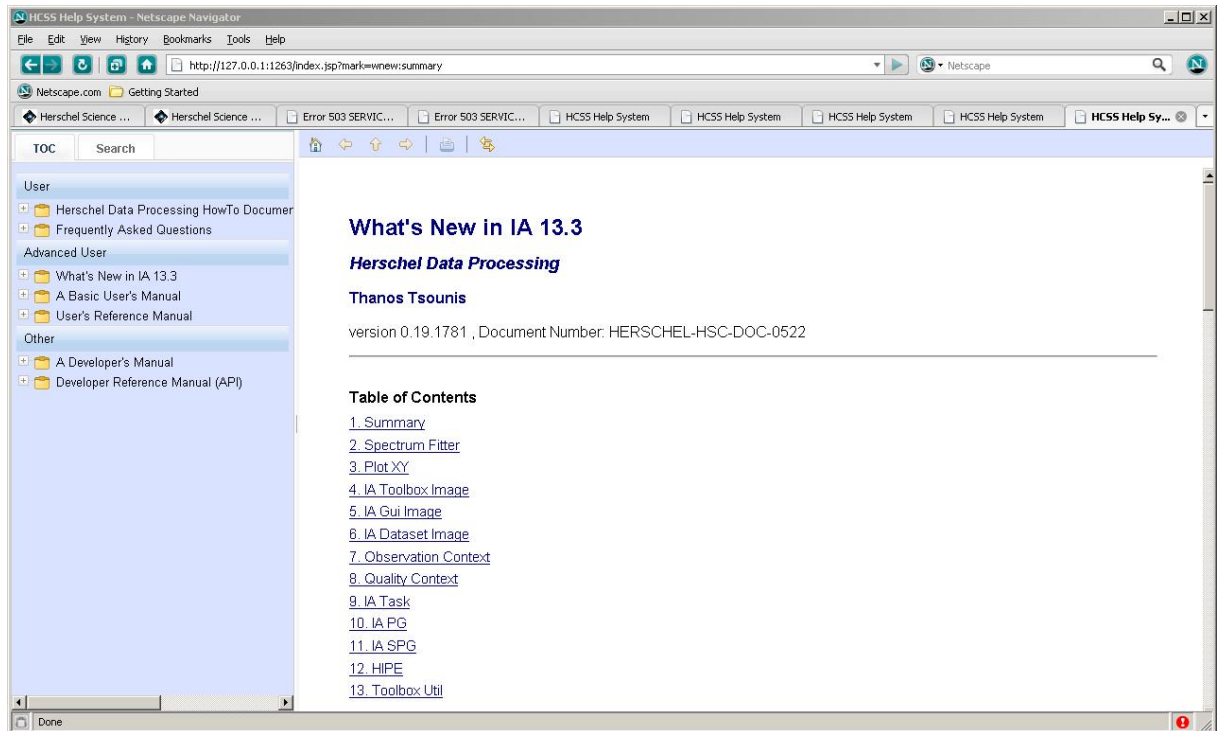 HCSS Help System - Netscape Navigator
File Edit View History Bookmarks Tools Help
http://127.0.0.1:1263/index.jsp?mark=wnew:summary Netscape
Netscape.com Getting Started
Herschel Science ... Herschel Science ... Error 503 SERVIC... Error 503 SERVIC... HCSS Help System HCSS Help System HCSS Help System HCSS Help System HCSS Help Sy...
TOC Search
User
Herschel Data Processing HowTo Documen
Frequently Asked Questions
Advanced User
What's New in IA 13.3
A Basic User's Manual
User's Reference Manual
Other
A Developer's Manual
Developer Reference Manual (API)
What's New in IA 13.3
Herschel Data Processing
Thanos Tsounis
version 0.19.1781 , Document Number: HERSCHEL-HSC-DOC-0522
Table of Contents
1. Summary
2. Spectrum Fitter
3. Plot XY
4. IA Toolbox Image
5. IA Gui Image
6. IA Dataset Image
7. Observation Context
8. Quality Context
9. IA Task
10. IA PG
11. IA SPG
12. HIPE
13. Toolbox Util
Done